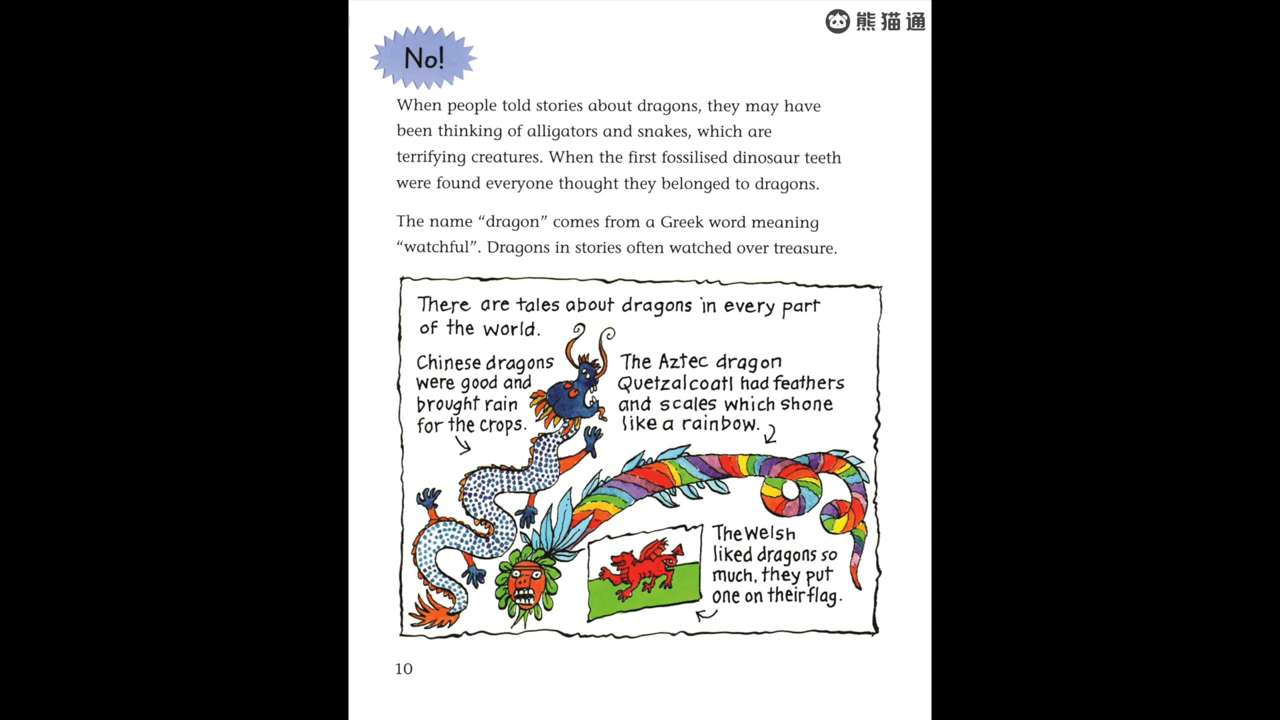 熊猫通
No!
When people told stories about dragons, they may have
been thinking of alligators and snakes, which are
terrifying creatures. When the first fossilised dinosaur teeth
were found everyone thought they belonged to dragons.
The name “dragon” comes from a Greek word meaning
“watchful”. Dragons in stories often watched over treasure.
There are tales about dragons in every part
of the world.
Chinese dragons
were good and
brought rain
for the crops.
The Aztec dragon
Quetzalcoatl had feathers
and scales which shone
like a rainbow.
The Welsh
liked dragons so
much, they put
one on their flag.
10